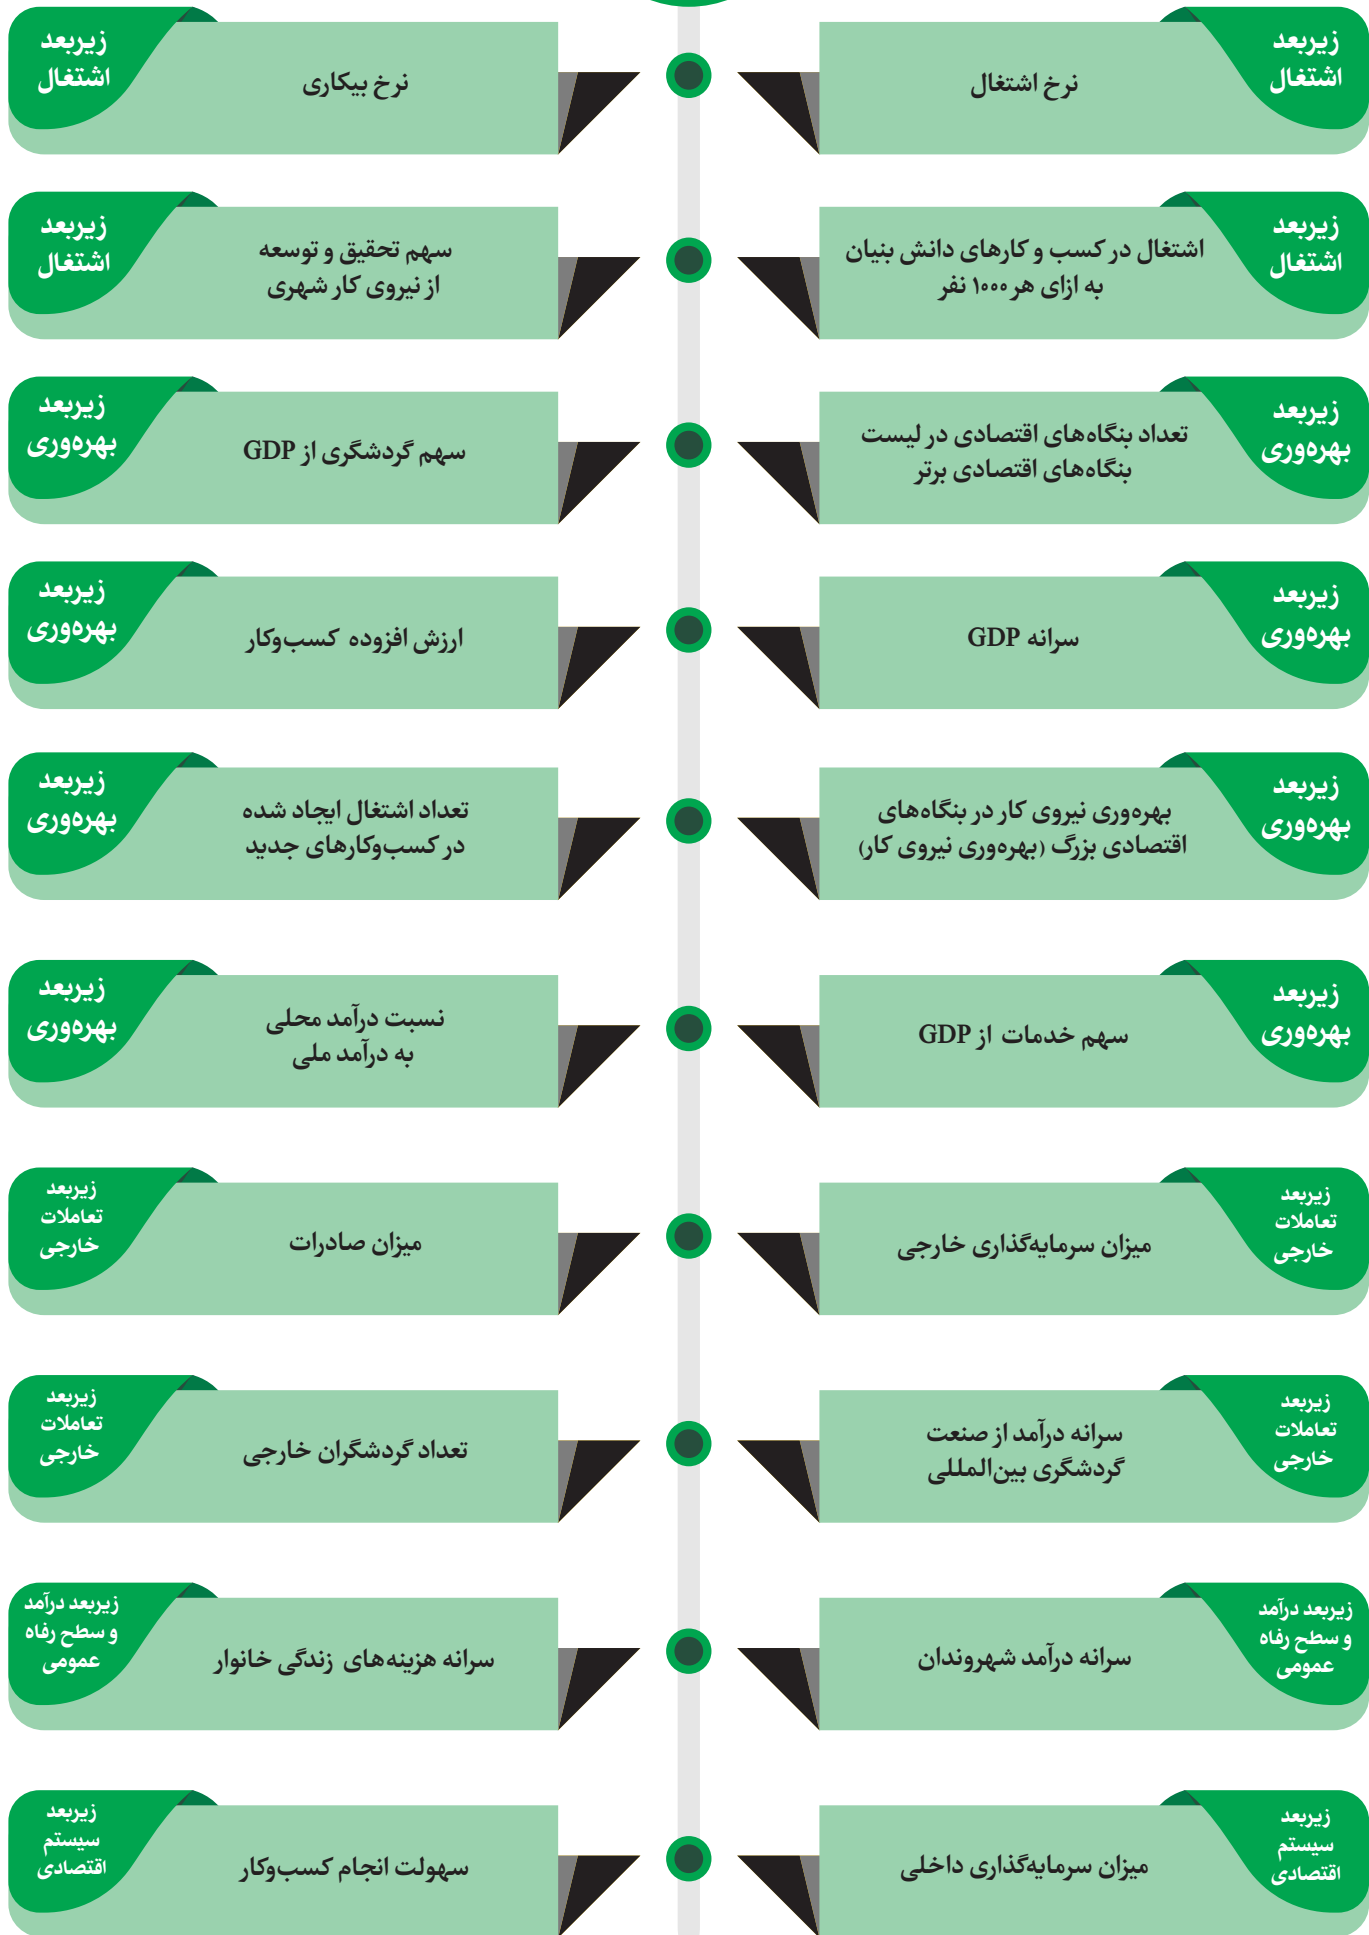 زیربعد
اشتغال
نرخ اشتغال
زیربعد
اشتغال
نرخ بیکاری
زیربعد
اشتغال
اشتغال در کسب و کارهای دانش بنیان
به ازای هر ۱۰۰۰ نفر
زیربعد
اشتغال
سهم تحقیق و توسعه
از نیروی کار شهری
زیربعد
بهره‌وری
تعداد بنگاه‌های اقتصادی در لیست
بنگاه‌های اقتصادی برتر
زیربعد
بهره‌وری
سهم گردشگری از GDP
زیربعد
بهره‌وری
سرانه GDP
زیربعد
بهره‌وری
ارزش افزوده کسب‌وکار
زیربعد
بهره‌وری
بهره‌وری نیروی کار در بنگاه‌های
اقتصادی بزرگ (بهره‌وری نیروی کار)
زیربعد
بهره‌وری
تعداد اشتغال ایجاد شده
در کسب‌وکارهای جدید
زیربعد
بهره‌وری
سهم خدمات از GDP
زیربعد
بهره‌وری
نسبت درآمد محلی
به درآمد ملی
زیربعد
تعاملات
خارجی
میزان سرمایه‌گذاری خارجی
زیربعد
تعاملات
خارجی
میزان صادرات
زیربعد
تعاملات
خارجی
سرانه درآمد از صنعت
گردشگری بین‌المللی
زیربعد
تعاملات
خارجی
تعداد گردشگران خارجی
زیربعد درآمد
و سطح رفاه
عمومی
سرانه درآمد شهروندان
زیربعد درآمد
و سطح رفاه
عمومی
سرانه هزینه‌های زندگی خانوار
زیربعد
سیستم
اقتصادی
میزان سرمایه‌گذاری داخلی
زیربعد
سیستم
اقتصادی
سهولت انجام کسب‌وکار